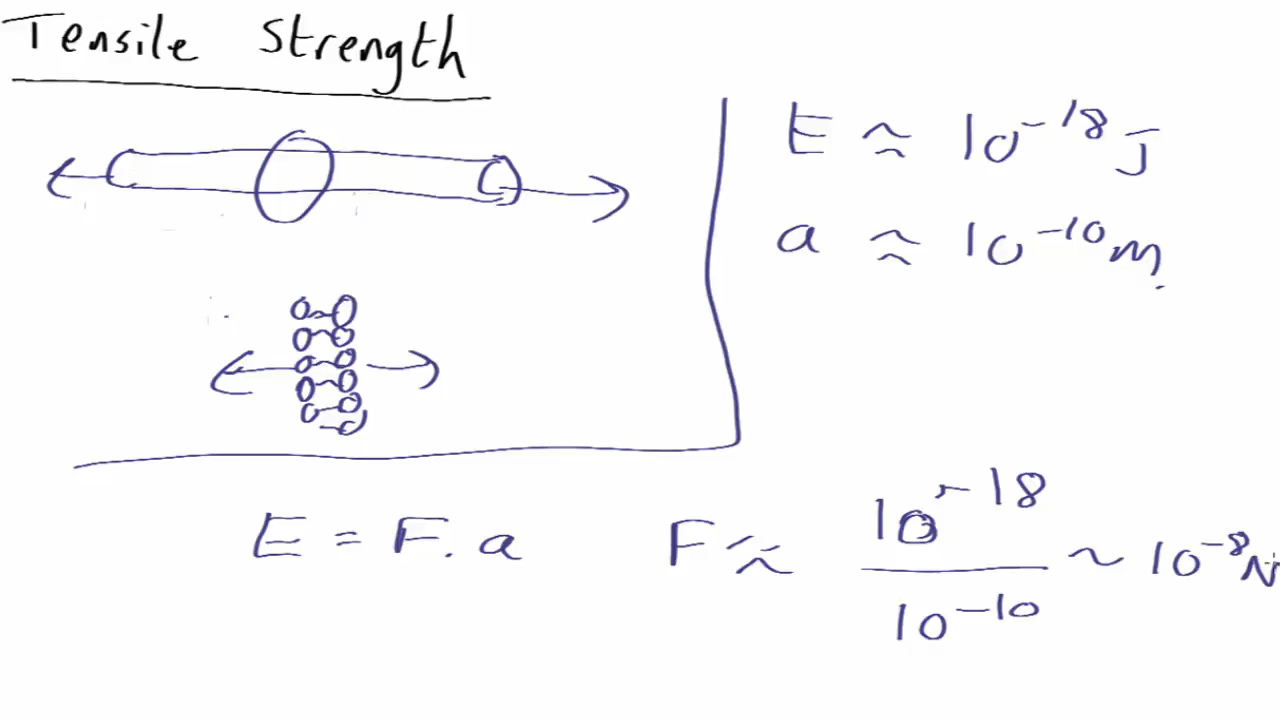 Tensile Strength
E ≈ 10⁻¹⁸ J
a ≈ 10⁻¹⁰ m
E = F. a
F ≈ 10⁻¹⁸ / 10⁻¹⁰ ~ 10⁻⁸ N